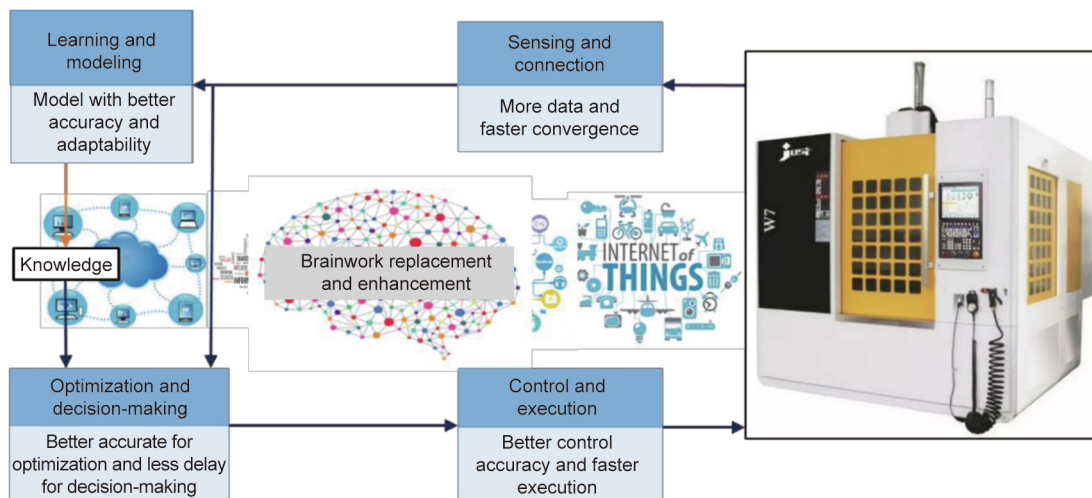 Learning and
modeling
Model with better
accuracy and
adaptability
Sensing and
connection
More data and
faster convergence
Knowledge
Brainwork replacement
and enhancement
INTERNET of
THINGS
just
W7
Optimization and
decision-making
Better accurate for
optimization and less delay
for decision-making
Control and
execution
Better control
accuracy and faster
execution